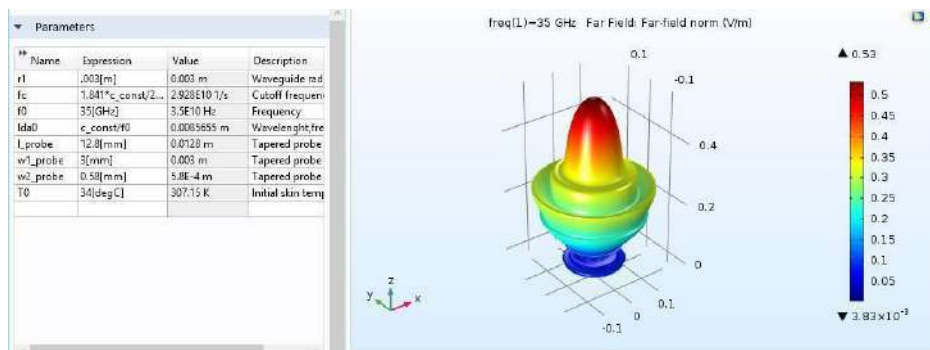 Parameters
Name Expression Value Description
r1 .003[m] 0.003 m Waveguide rad
fc 1.841*c_const/2... 2.928E10 1/s Cutoff frequen
f0 35[GHz] 3.5E10 Hz Frequency
lda0 c_const/f0 0.0085655 m Wavelenght,fre
l_probe 12.8[mm] 0.0128 m Tapered probe
w1_probe 3[mm] 0.003 m Tapered probe
w2_probe 0.58[mm] 5.8E-4 m Tapered probe
T0 34[degC] 307.15 K Initial skin temp
freq(1)=35 GHz Far Field: Far-field norm (V/m)
0.1
-0.1
0.4
0.2
0
0.1
0
-0.1
z
y
x
▲ 0.53
0.5
0.45
0.4
0.35
0.3
0.25
0.2
0.15
0.1
0.05
▼ 3.83×10⁻³